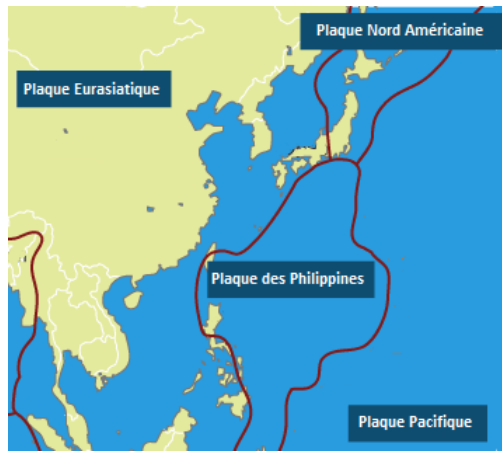 Plaque Nord Américaine
Plaque Eurasiatique
Plaque des Philippines
Plaque Pacifique